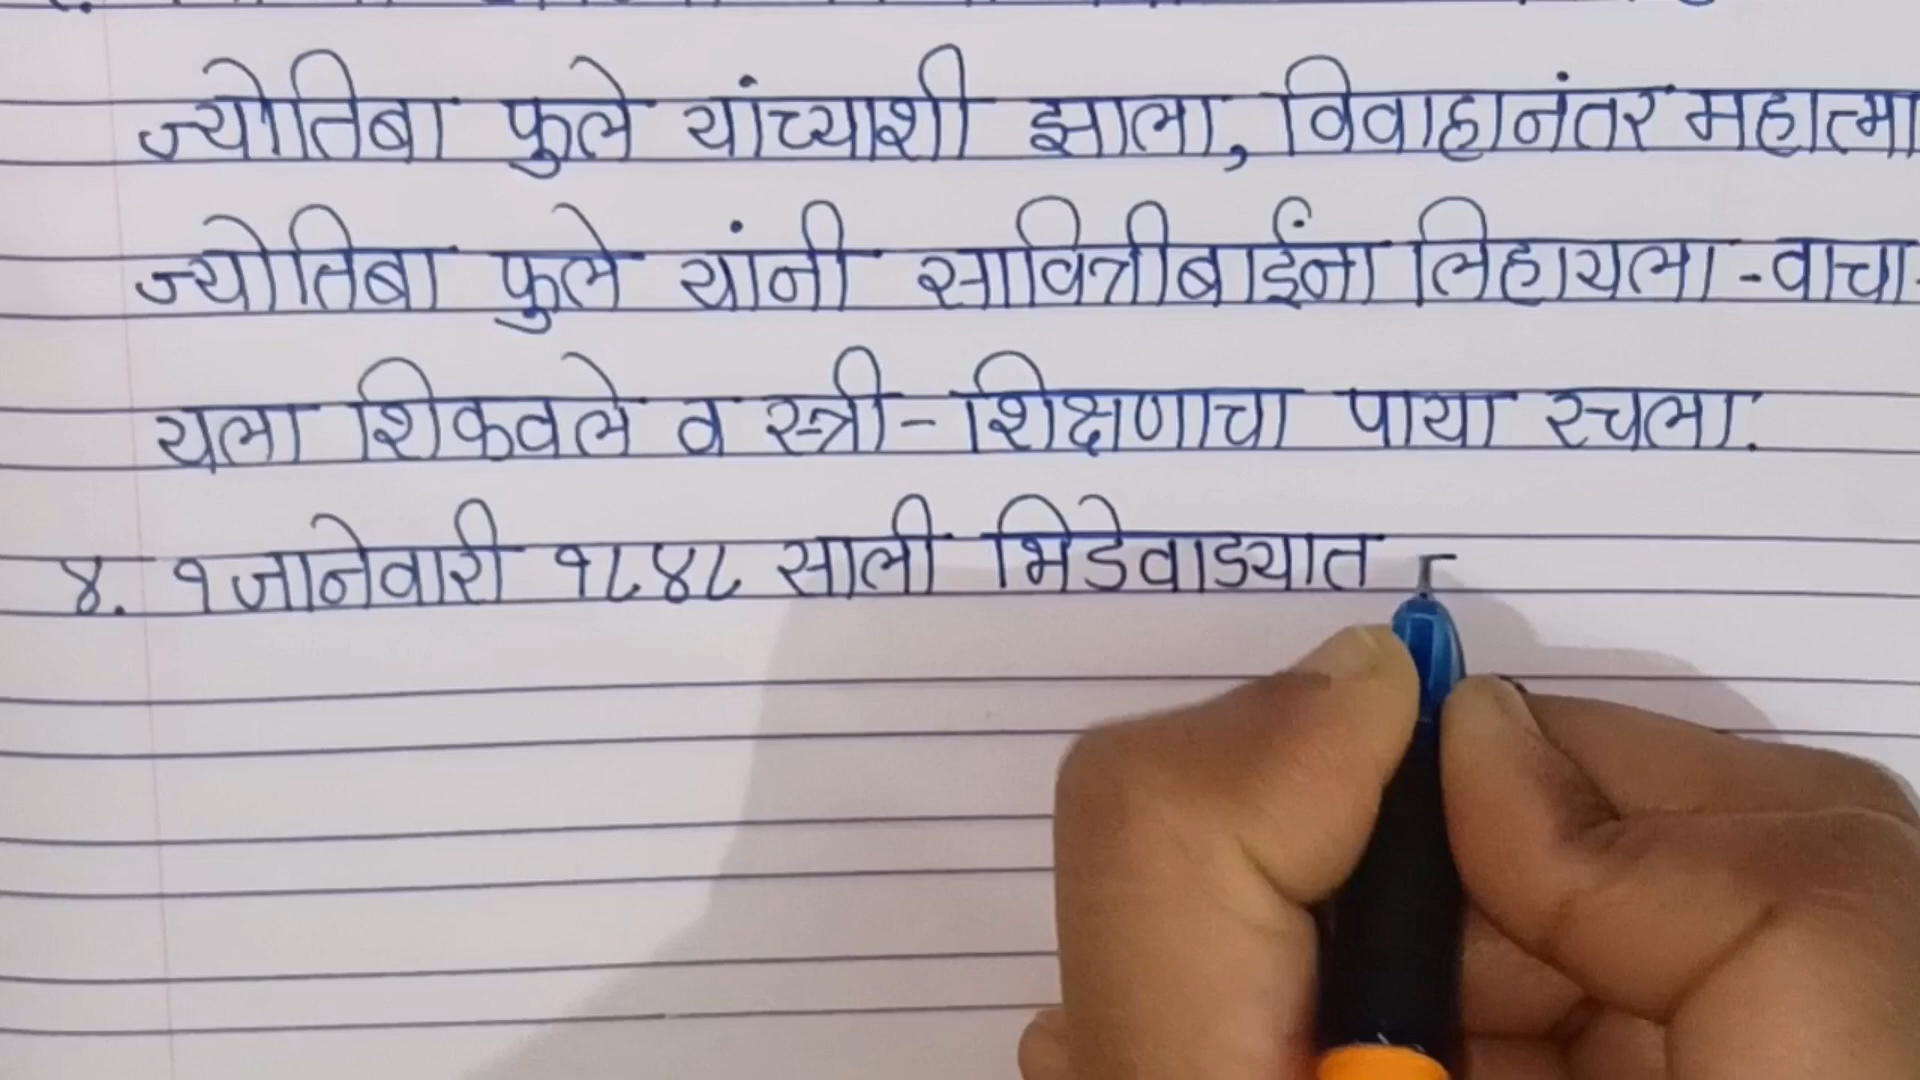 ज्योतिबा फुले यांच्याशी झाला, विवाहानंतर महात्मा
ज्योतिबा फुले यांनी सावित्रीबाईंना लिहायला-वाचा-
यला शिकवले व स्त्री-शिक्षणाचा पाया रचला.
४. १ जानेवारी १८४८ साली भिडेवाड्यात